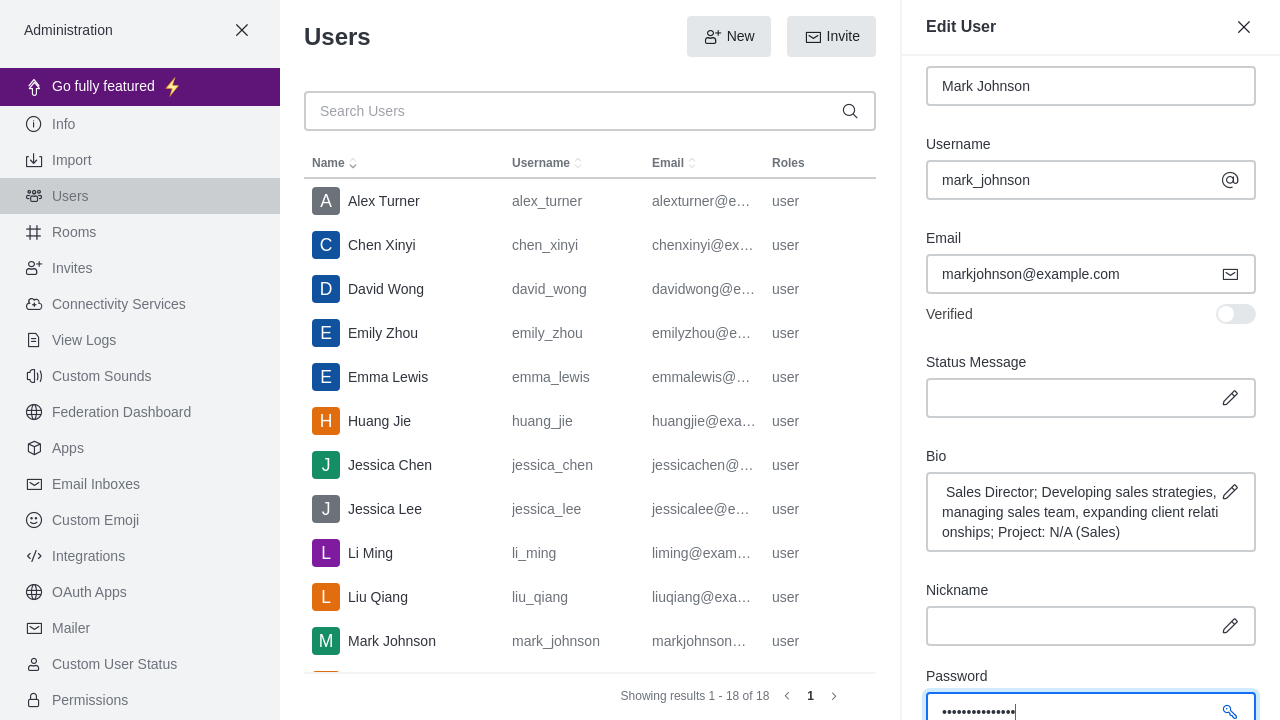 Administration
Go fully featured
Info
Import
Users
Rooms
Invites
Connectivity Services
View Logs
Custom Sounds
Federation Dashboard
Apps
Email Inboxes
Custom Emoji
Integrations
OAuth Apps
Mailer
Custom User Status
Permissions
Users
New
Invite
Search Users
Name Username Email Roles
A Alex Turner alex_turner alexturner@e… user
C Chen Xinyi chen_xinyi chenxinyi@ex… user
D David Wong david_wong davidwong@e… user
E Emily Zhou emily_zhou emilyzhou@e… user
E Emma Lewis emma_lewis emmalewis@… user
H Huang Jie huang_jie huangjie@exa… user
J Jessica Chen jessica_chen jessicachen@… user
J Jessica Lee jessica_lee jessicalee@e… user
L Li Ming li_ming liming@exam… user
L Liu Qiang liu_qiang liuqiang@exa… user
M Mark Johnson mark_johnson markjohnson… user
Showing results 1 - 18 of 18 1
Edit User
Mark Johnson
Username
mark_johnson
Email
markjohnson@example.com
Verified
Status Message
Bio
Sales Director; Developing sales strategies,
managing sales team, expanding client relati
onships; Project: N/A (Sales)
Nickname
Password
•••••••••••••••